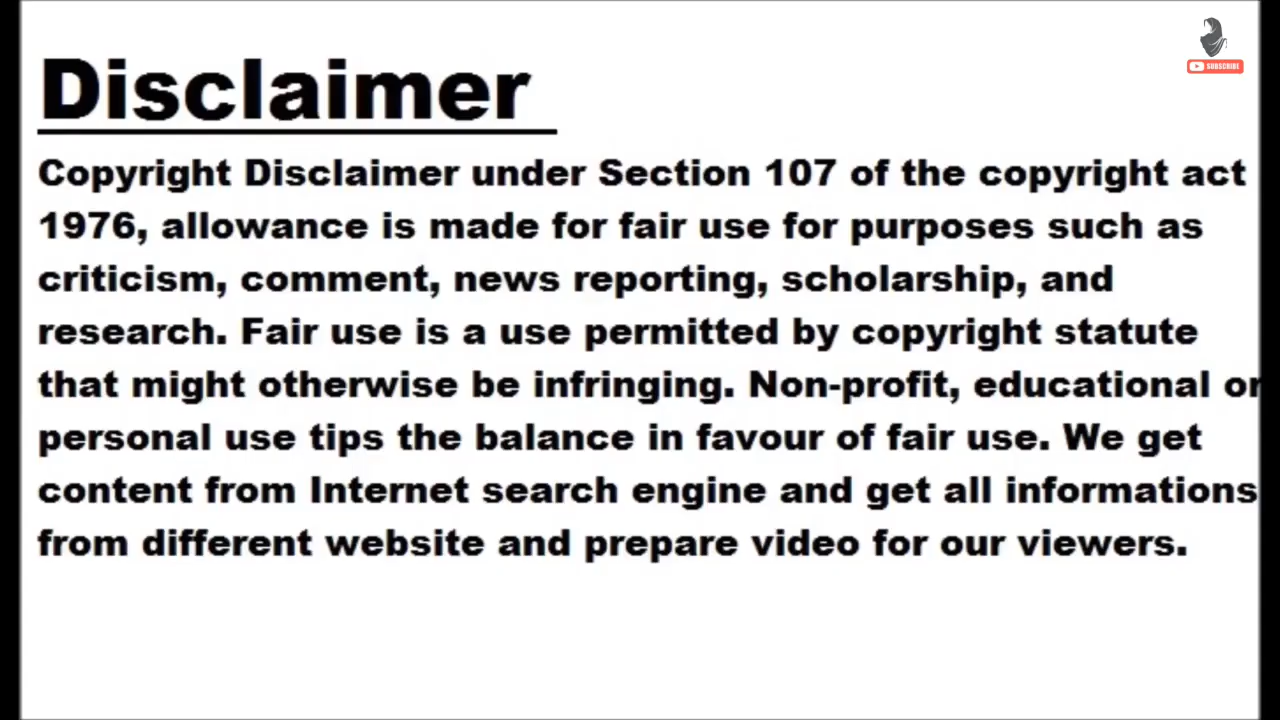 SUBSCRIBE
Disclaimer
Copyright Disclaimer under Section 107 of the copyright act
1976, allowance is made for fair use for purposes such as
criticism, comment, news reporting, scholarship, and
research. Fair use is a use permitted by copyright statute
that might otherwise be infringing. Non-profit, educational or
personal use tips the balance in favour of fair use. We get
content from Internet search engine and get all informations
from different website and prepare video for our viewers.